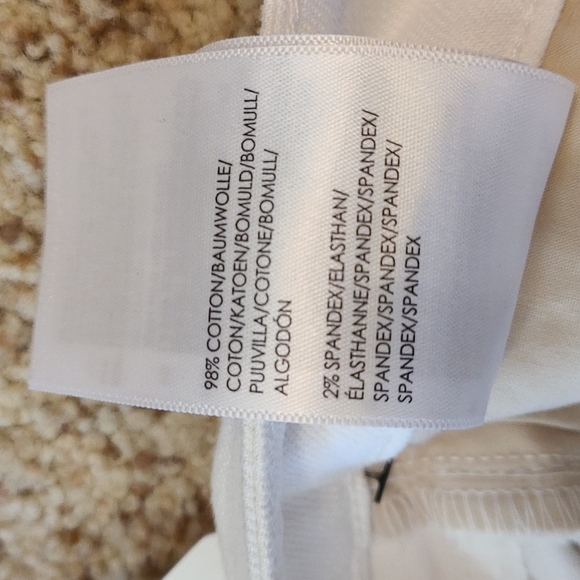 98% COTTON/BAUMWOLLE/
COTON/KATOEN/BOMULD/BOMULL/
PUUVILLA/COTONE/BOMULL/
ALGODÓN
2% SPANDEX/ELASTHAN/
ÉLASTHANNE/SPANDEX/SPANDEX/
SPANDEX/SPANDEX/SPANDEX/
SPANDEX/SPANDEX